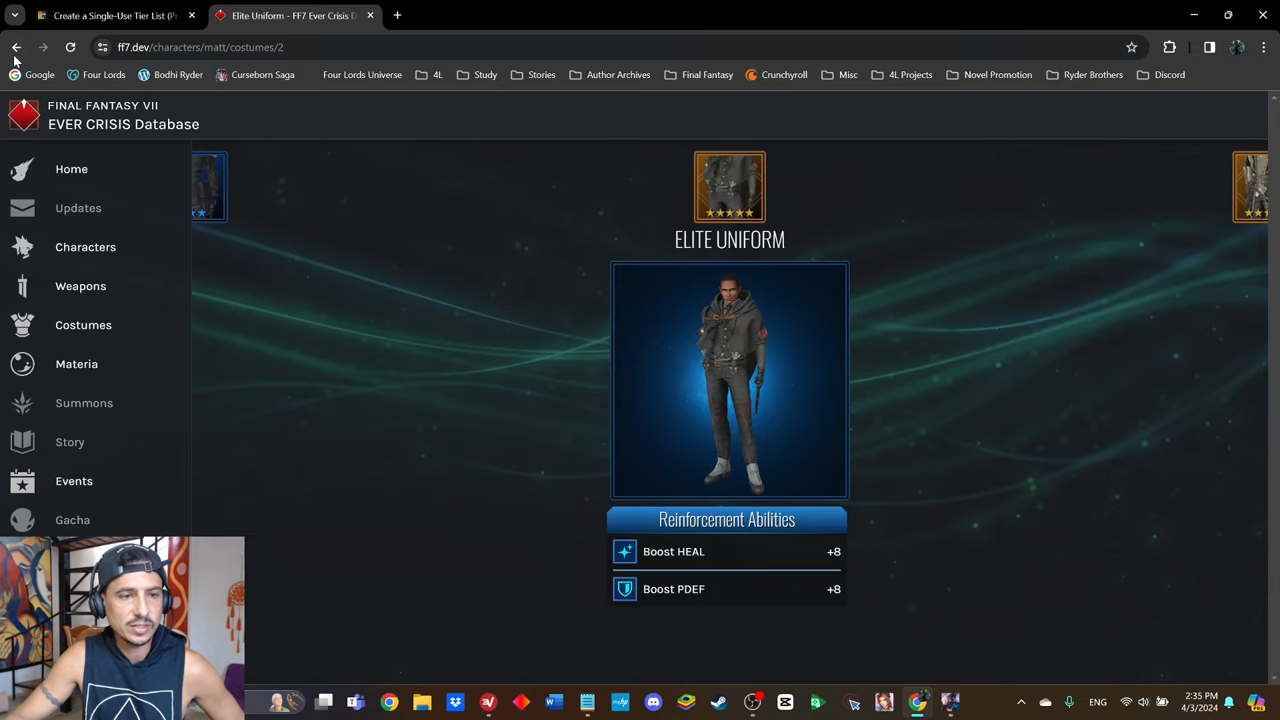 Create a Single-Use Tier List (P
Elite Uniform - FF7 Ever Crisis D
ff7.dev/characters/matt/costumes/2
Google
Four Lords
Bodhi Ryder
Curseborn Saga
Four Lords Universe
4L
Study
Stories
Author Archives
Final Fantasy
Crunchyroll
Misc
4L Projects
Novel Promotion
Ryder Brothers
Discord
FINAL FANTASY VII
EVER CRISIS Database
Home
Updates
Characters
Weapons
Costumes
Materia
Summons
Story
Events
Gacha
ELITE UNIFORM
Reinforcement Abilities
Boost HEAL +8
Boost PDEF +8
ENG
2:35 PM
4/3/2024